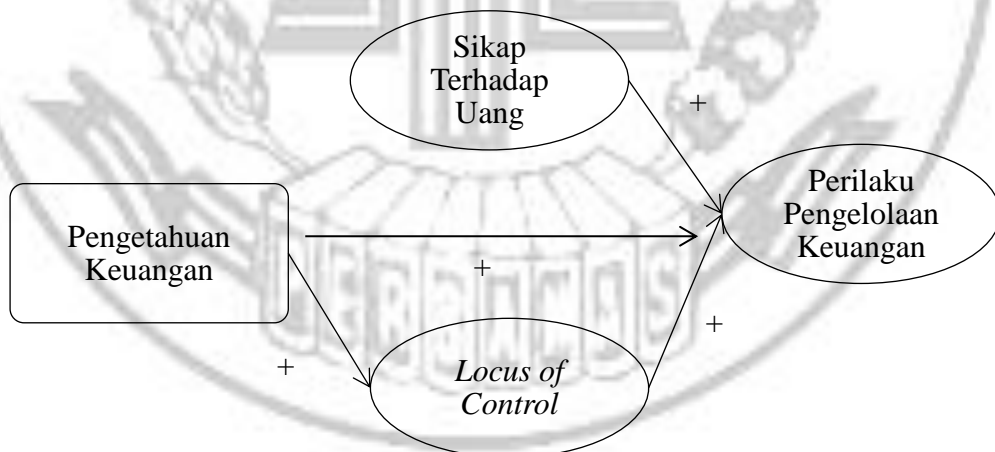 Sikap
Terhadap
Uang
+
Perilaku
Pengelolaan
Keuangan
Pengetahuan
Keuangan
+
+
+
Locus of
Control